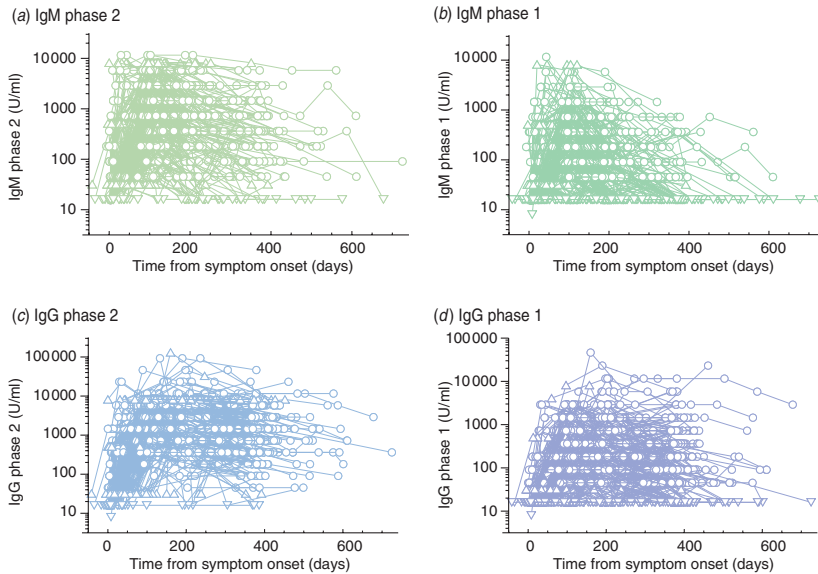 (a) IgM phase 2
10 000
1000
100
10
IgM phase 2 (U/ml)
0 200 400 600
Time from symptom onset (days)
(b) IgM phase 1
10 000
1000
100
10
IgM phase 1 (U/ml)
0 200 400 600
Time from symptom onset (days)
(c) IgG phase 2
100 000
10 000
1000
100
10
IgG phase 2 (U/ml)
0 200 400 600
Time from symptom onset (days)
(d) IgG phase 1
100 000
10 000
1000
100
10
IgG phase 1 (U/ml)
0 200 400 600
Time from symptom onset (days)